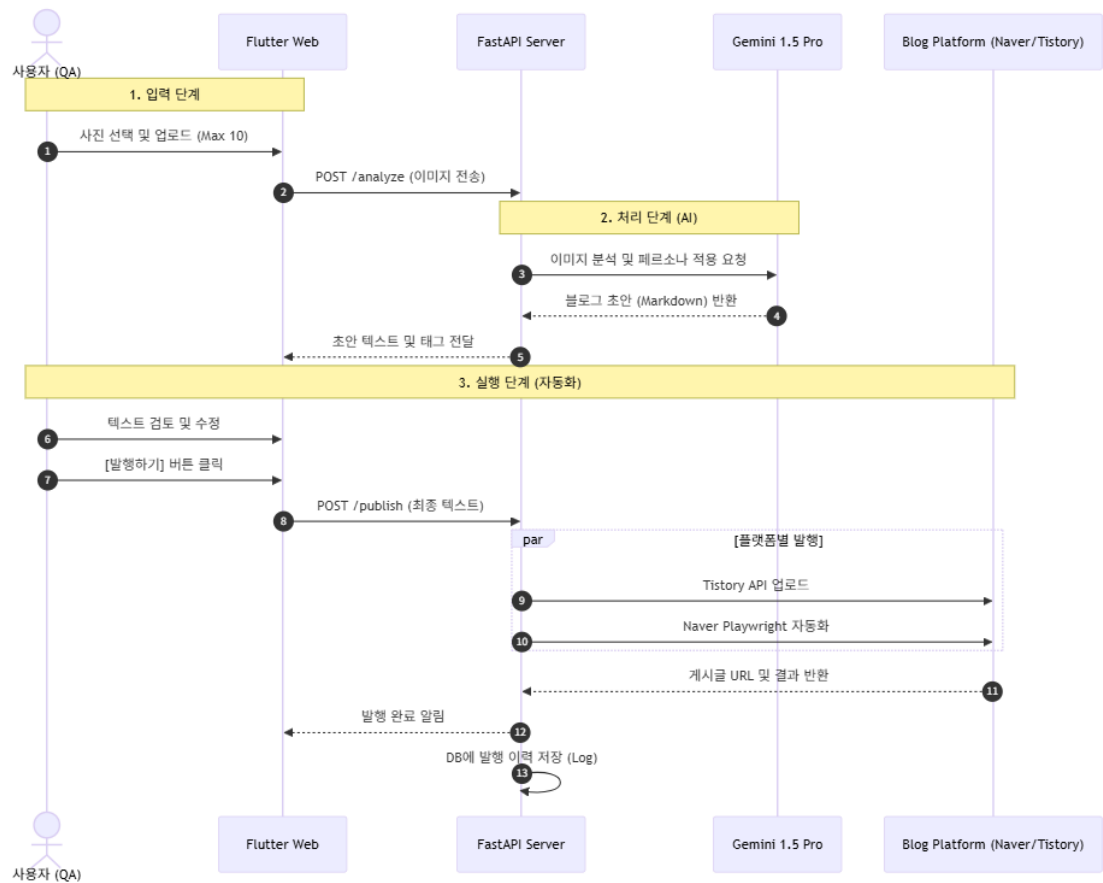 Flutter Web
FastAPI Server
Gemini 1.5 Pro
Blog Platform (Naver/Tistory)
사용자 (QA)
1. 입력 단계
사진 선택 및 업로드 (Max 10)
1
POST /analyze (이미지 전송)
2
2. 처리 단계 (AI)
이미지 분석 및 페르소나 적용 요청
3
블로그 초안 (Markdown) 반환
4
초안 텍스트 및 태그 전달
5
3. 실행 단계 (자동화)
텍스트 검토 및 수정
6
[발행하기] 버튼 클릭
7
POST /publish (최종 텍스트)
8
par
[플랫폼별 발행]
Tistory API 업로드
9
Naver Playwright 자동화
10
게시글 URL 및 결과 반환
11
발행 완료 알림
12
DB에 발행 이력 저장 (Log)
13
Flutter Web
FastAPI Server
Gemini 1.5 Pro
Blog Platform (Naver/Tistory)
사용자 (QA)